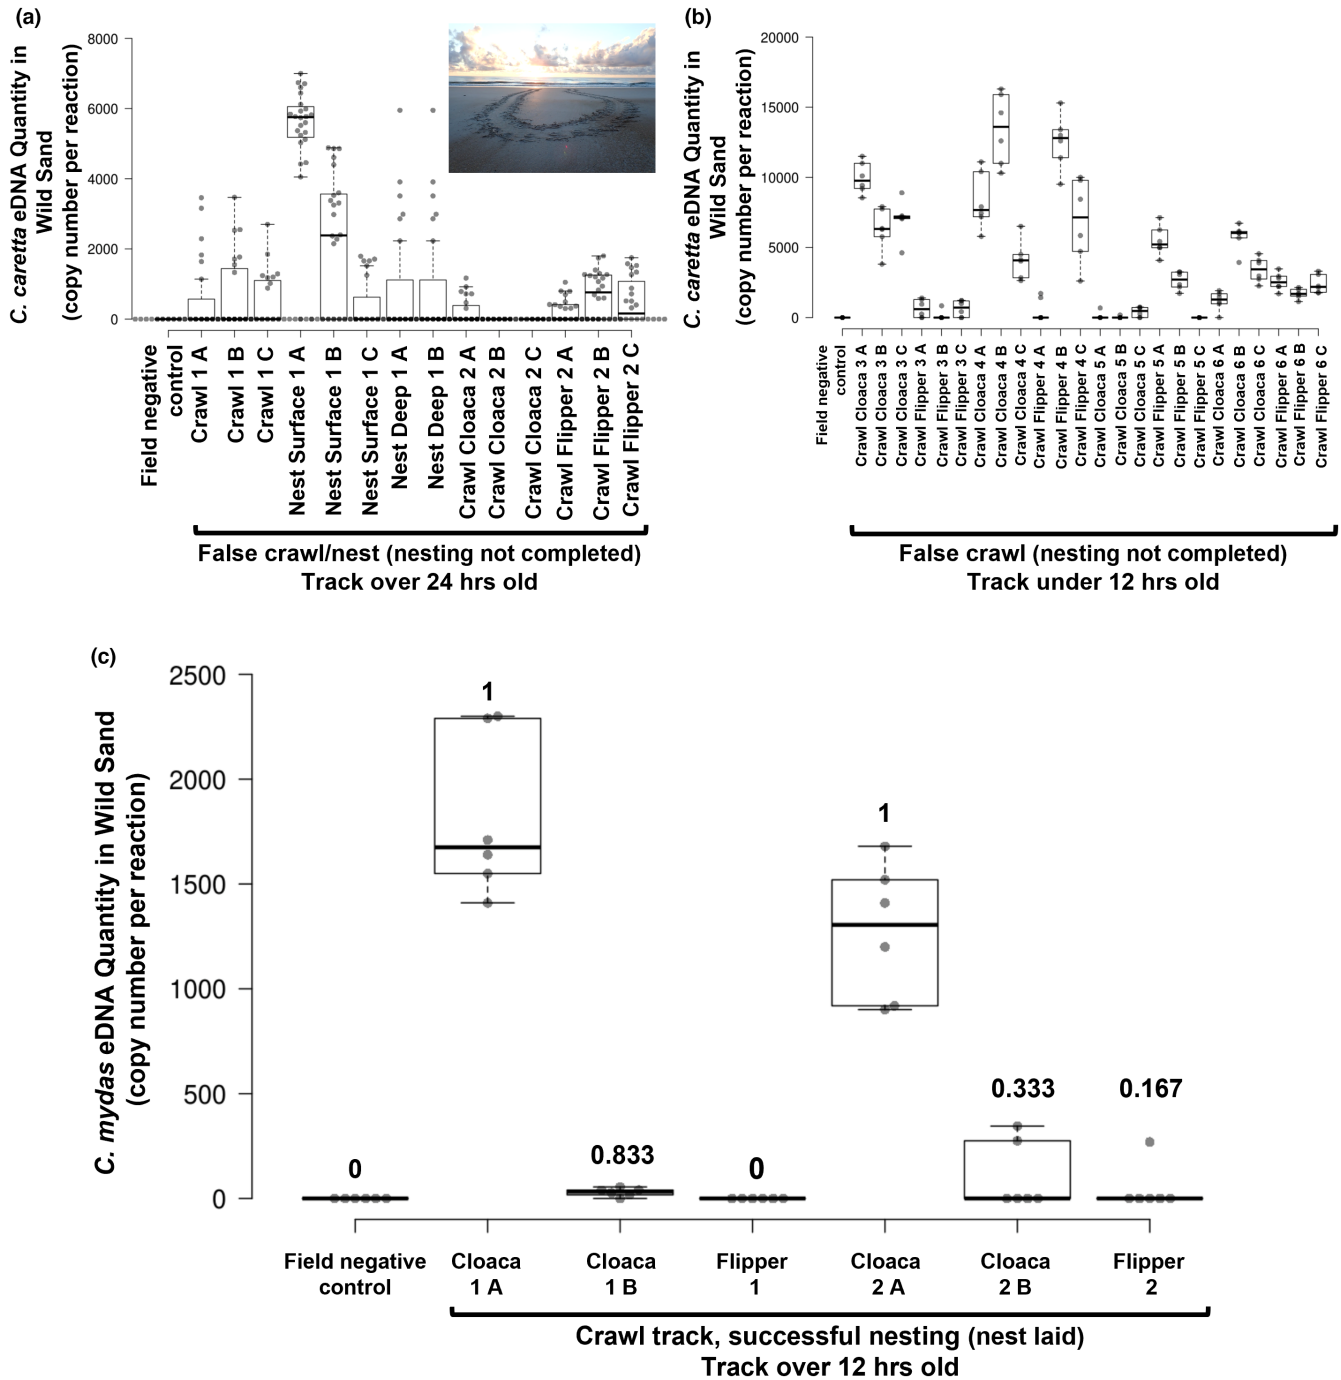 (a)
C. caretta eDNA Quantity in
Wild Sand
(copy number per reaction)
8000
6000
4000
2000
0
Field negative
control
Crawl 1 A
Crawl 1 B
Crawl 1 C
Nest Surface 1 A
Nest Surface 1 B
Nest Surface 1 C
Nest Deep 1 A
Nest Deep 1 B
Crawl Cloaca 2 A
Crawl Cloaca 2 B
Crawl Cloaca 2 C
Crawl Flipper 2 A
Crawl Flipper 2 B
Crawl Flipper 2 C
False crawl/nest (nesting not completed)
Track over 24 hrs old
(b)
C. caretta eDNA Quantity in
Wild Sand
(copy number per reaction)
20000
15000
10000
5000
0
Field negative
control
Crawl Cloaca 3 A
Crawl Cloaca 3 B
Crawl Cloaca 3 C
Crawl Flipper 3 A
Crawl Flipper 3 B
Crawl Flipper 3 C
Crawl Cloaca 4 A
Crawl Cloaca 4 B
Crawl Cloaca 4 C
Crawl Flipper 4 A
Crawl Flipper 4 B
Crawl Flipper 4 C
Crawl Cloaca 5 A
Crawl Cloaca 5 B
Crawl Cloaca 5 C
Crawl Flipper 5 A
Crawl Flipper 5 B
Crawl Flipper 5 C
Crawl Cloaca 6 A
Crawl Cloaca 6 B
Crawl Cloaca 6 C
Crawl Flipper 6 A
Crawl Flipper 6 B
Crawl Flipper 6 C
False crawl (nesting not completed)
Track under 12 hrs old
(c)
C. mydas eDNA Quantity in Wild Sand
(copy number per reaction)
2500
2000
1500
1000
500
0
0
1
0.833
0
1
0.333
0.167
Field negative
control
Cloaca
1 A
Cloaca
1 B
Flipper
1
Cloaca
2 A
Cloaca
2 B
Flipper
2
Crawl track, successful nesting (nest laid)
Track over 12 hrs old